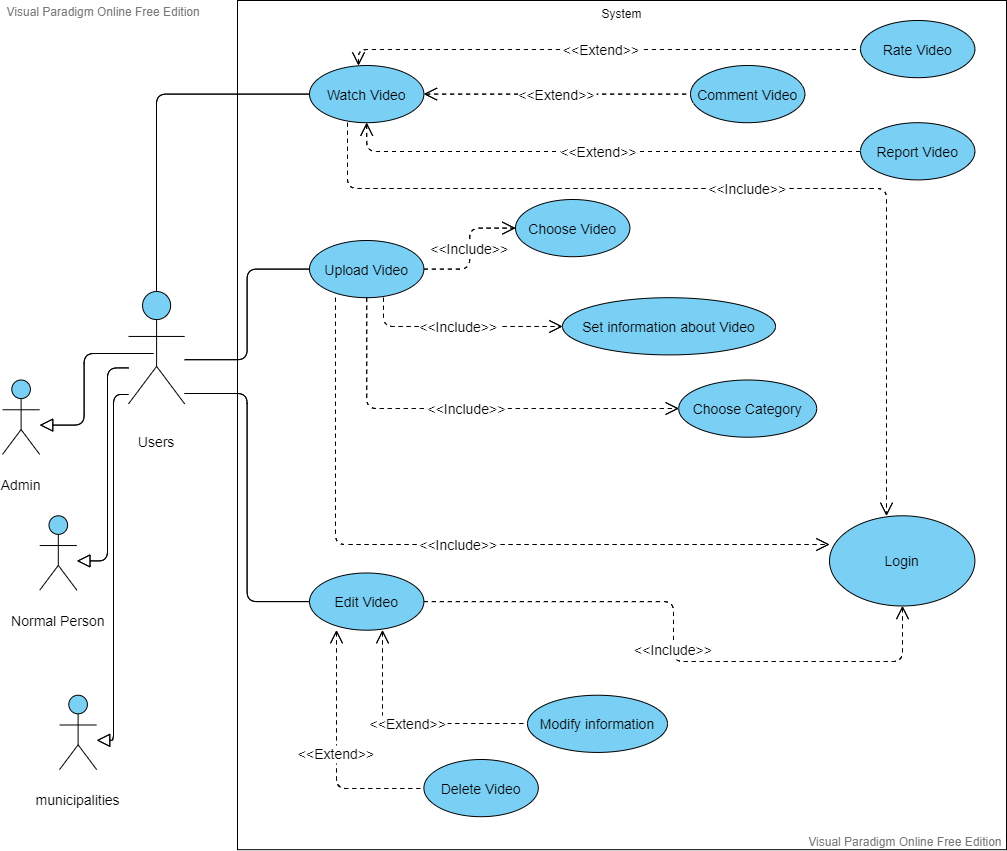 Visual Paradigm Online Free Edition
System
<<Extend>>
Rate Video
Watch Video
<<Extend>>
Comment Video
<<Extend>>
Report Video
<<Include>>
Choose Video
<<Include>>
Upload Video
<<Include>>
Set information about Video
<<Include>>
Choose Category
Users
Admin
<<Include>>
Login
Normal Person
Edit Video
<<Include>>
<<Extend>>
Modify information
<<Extend>>
Delete Video
municipalities
Visual Paradigm Online Free Edition